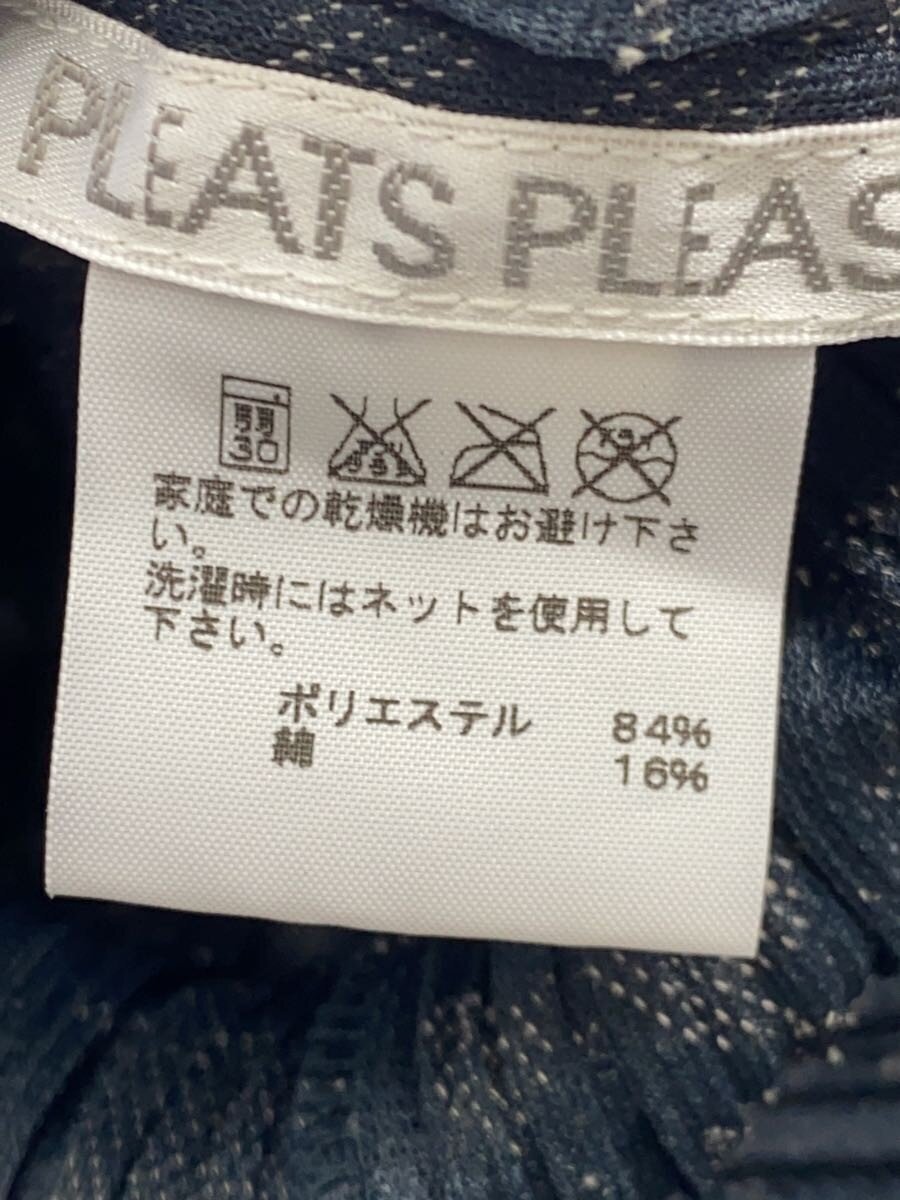 PLEATS PLEAS
弱
30
家庭での乾燥機はお避け下さ
い。
洗濯時にはネットを使用して
下さい。
ポリエステル 84%
綿 16%